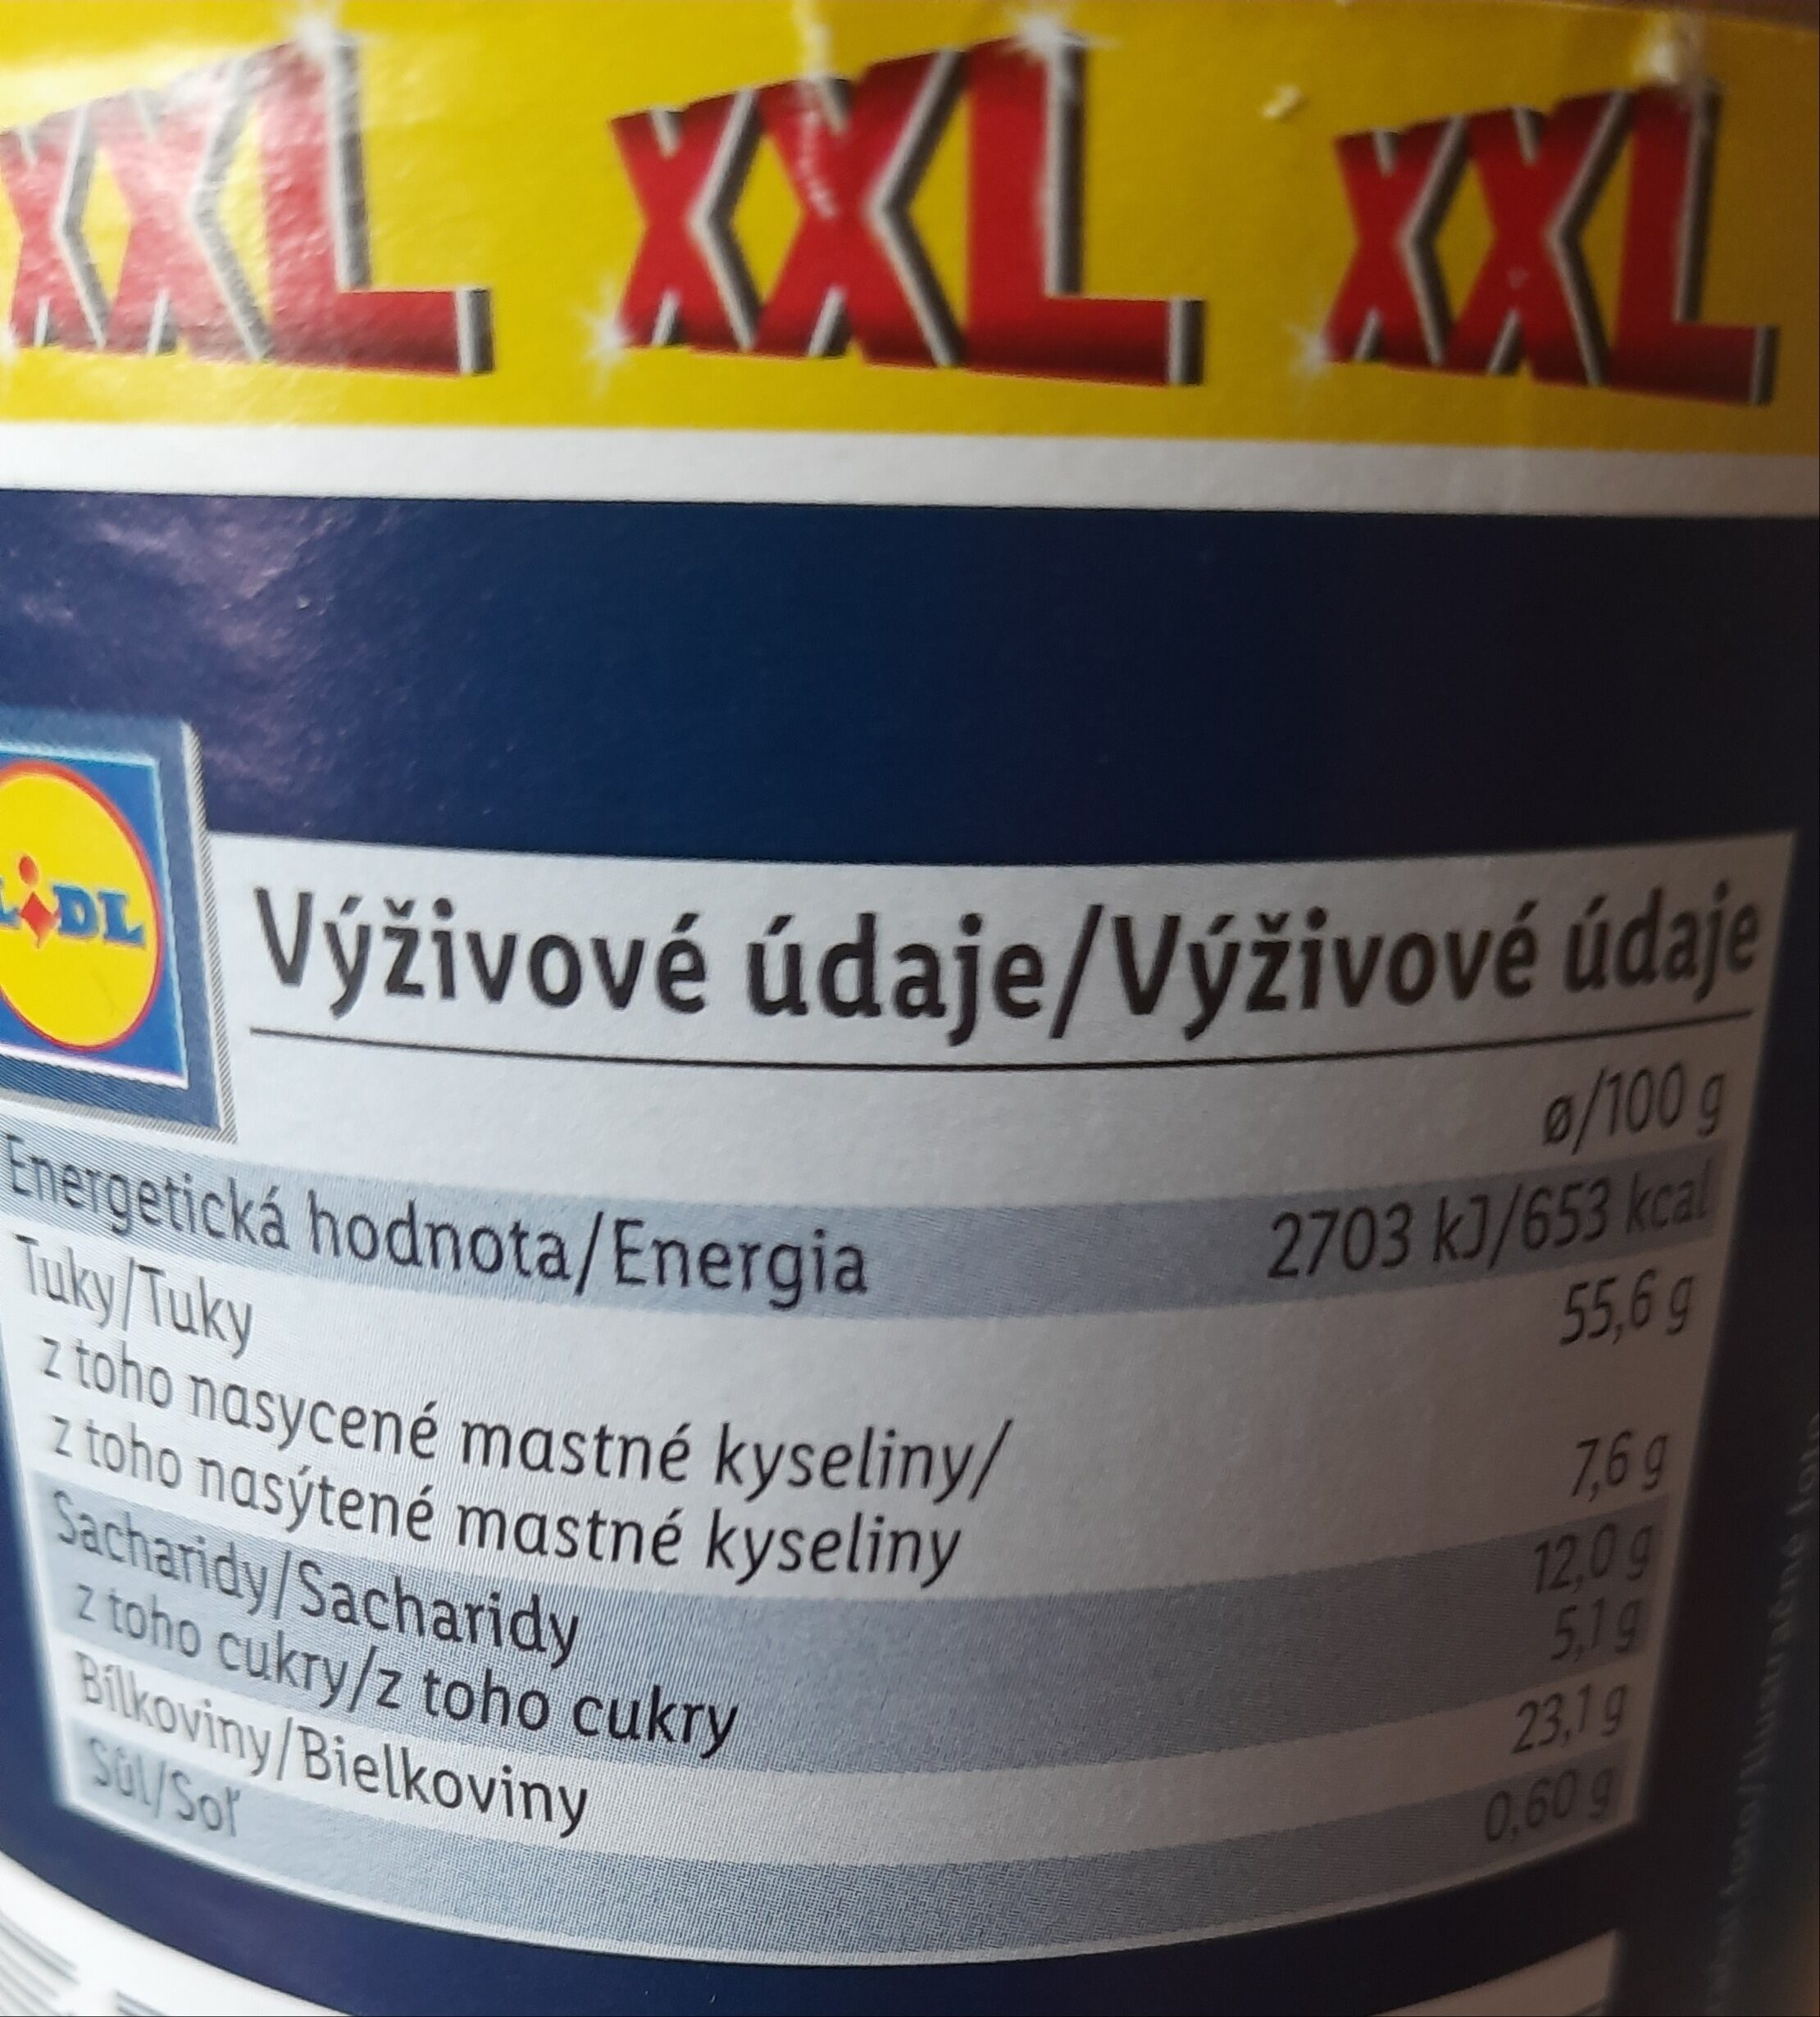 XXL XXL XXL
LIDL
Výživové údaje/Výživové údaje
ø/100 g
Energetická hodnota/Energia 2703 kJ/653 kcal
Tuky/Tuky 55,6 g
z toho nasycené mastné kyseliny/
z toho nasýtené mastné kyseliny 7,6 g
Sacharidy/Sacharidy 12,0 g
z toho cukry/z toho cukry 5,1 g
Bílkoviny/Bielkoviny 23,1 g
Sůl/Soľ 0,60 g